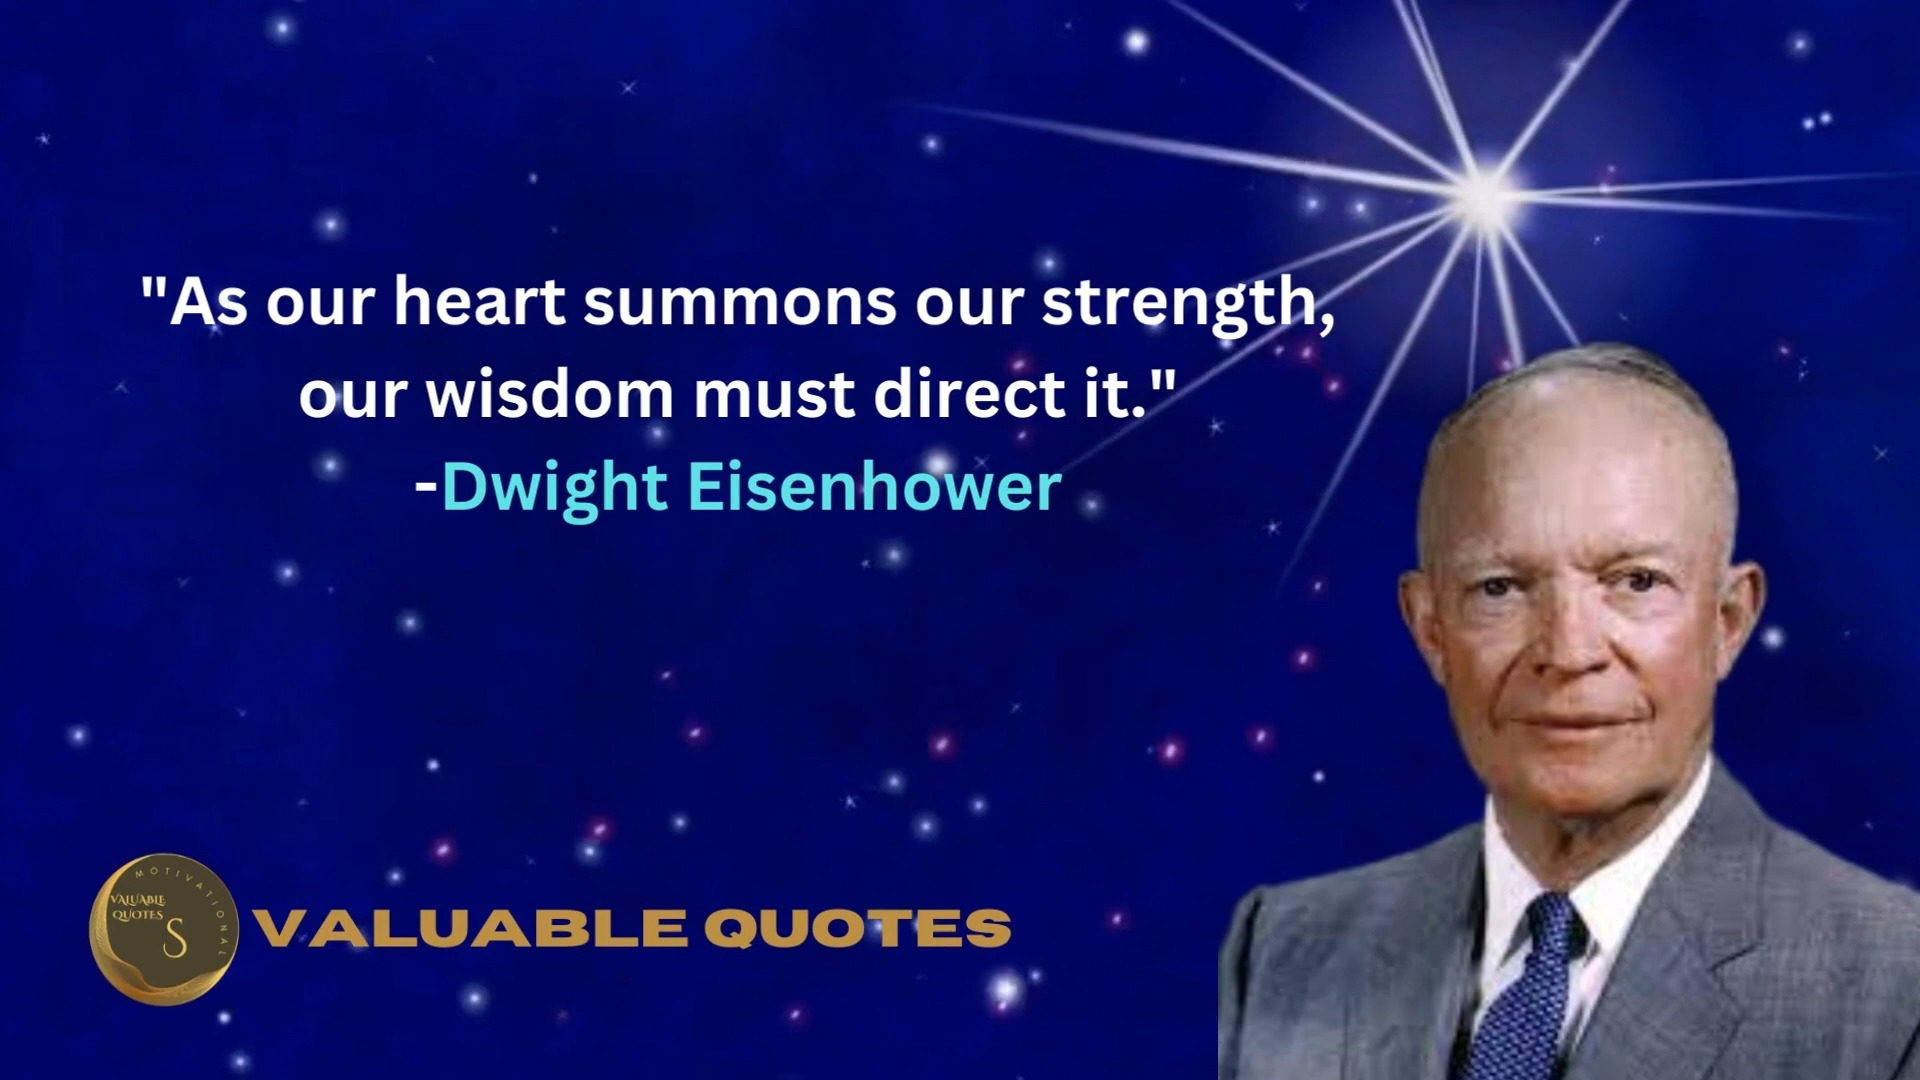 "As our heart summons our strength,
our wisdom must direct it."
-Dwight Eisenhower
MOTIVATIONAL
VALUABLE
QUOTES
S
VALUABLE QUOTES